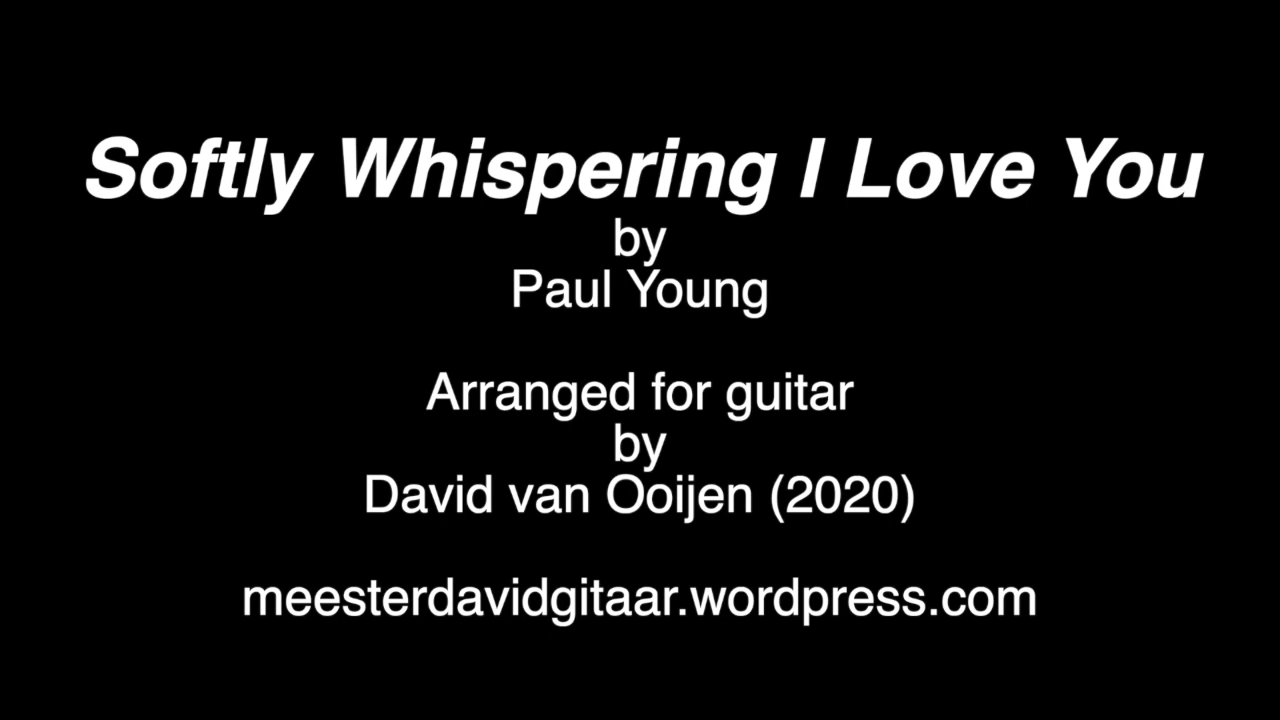 Softly Whispering I Love You
by
Paul Young
Arranged for guitar
by
David van Ooijen (2020)
meesterdavidgitaar.wordpress.com